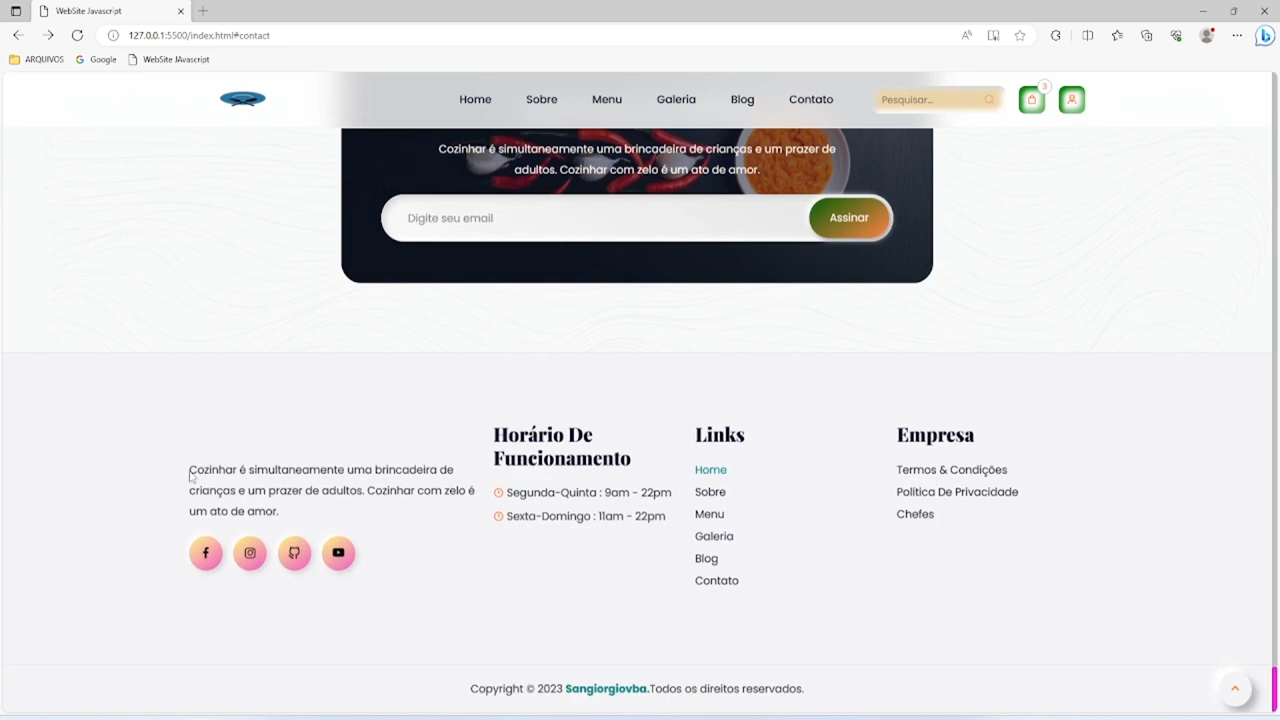 WebSite Javascript
127.0.0.1:5500/index.html#contact
ARQUIVOS
Google
WebSite JAvascript
Home
Sobre
Menu
Galeria
Blog
Contato
Pesquisar...
3
Cozinhar é simultaneamente uma brincadeira de crianças e um prazer de
adultos. Cozinhar com zelo é um ato de amor.
Digite seu email
Assinar
Cozinhar é simultaneamente uma brincadeira de
crianças e um prazer de adultos. Cozinhar com zelo é
um ato de amor.
Horário De
Funcionamento
Segunda-Quinta : 9am - 22pm
Sexta-Domingo : 11am - 22pm
Links
Home
Sobre
Menu
Galeria
Blog
Contato
Empresa
Termos & Condições
Política De Privacidade
Chefes
Copyright © 2023 Sangiorgiovba.Todos os direitos reservados.